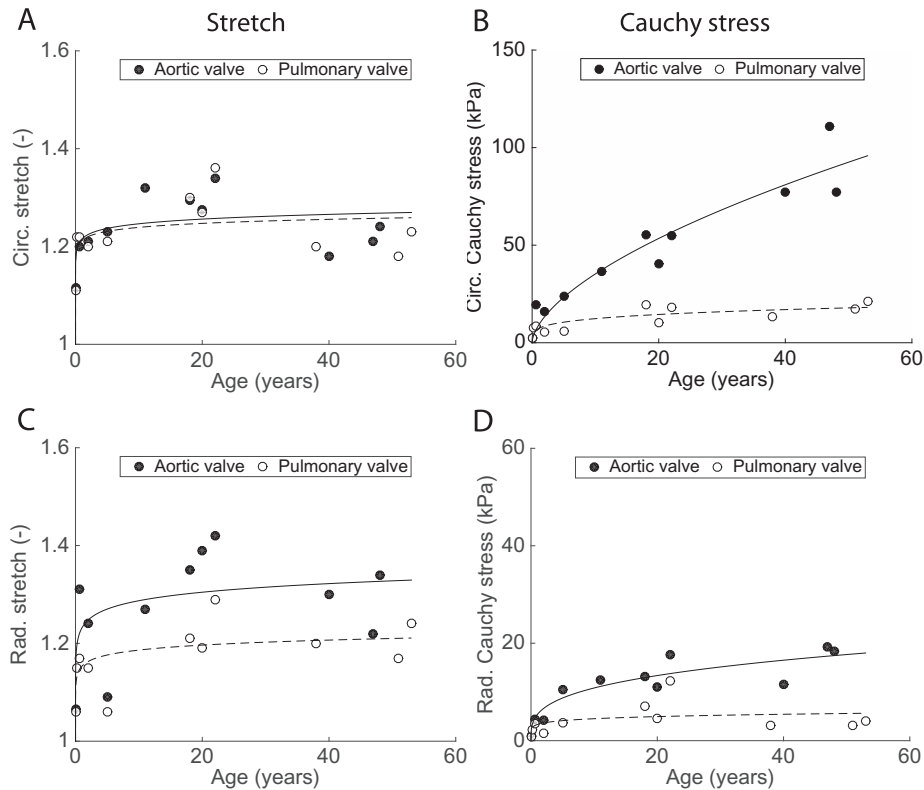 A
Stretch
B
Cauchy stress
1.6
1.4
1.2
1
Circ. stretch (-)
Aortic valve
Pulmonary valve
0
20
40
60
Age (years)
150
100
50
0
Circ. Cauchy stress (kPa)
Aortic valve
Pulmonary valve
0
20
40
60
Age (years)
C
1.6
1.4
1.2
1
Rad. stretch (-)
Aortic valve
Pulmonary valve
0
20
40
60
Age (years)
D
60
40
20
0
Rad. Cauchy stress (kPa)
Aortic valve
Pulmonary valve
0
20
40
60
Age (years)